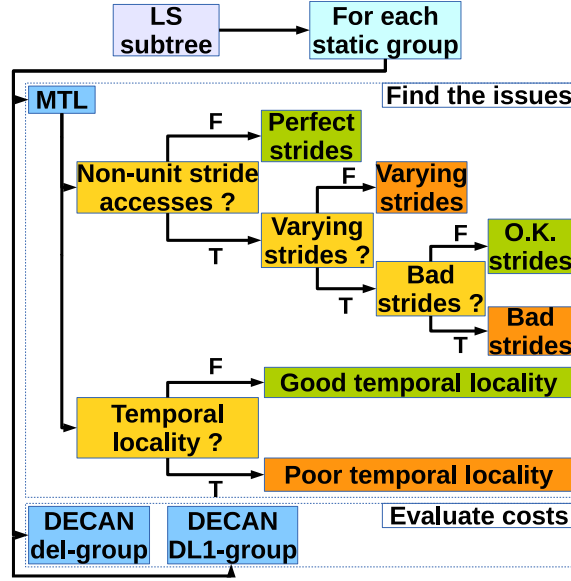 LS
subtree
For each
static group
MTL
Find the issues
F
Perfect
strides
Non-unit stride
accesses ?
T
F
Varying
strides
Varying
strides ?
T
F
O.K.
strides
Bad
strides ?
T
Bad
strides
F
Good temporal locality
Temporal
locality ?
T
Poor temporal locality
Evaluate costs
DECAN
del-group
DECAN
DL1-group